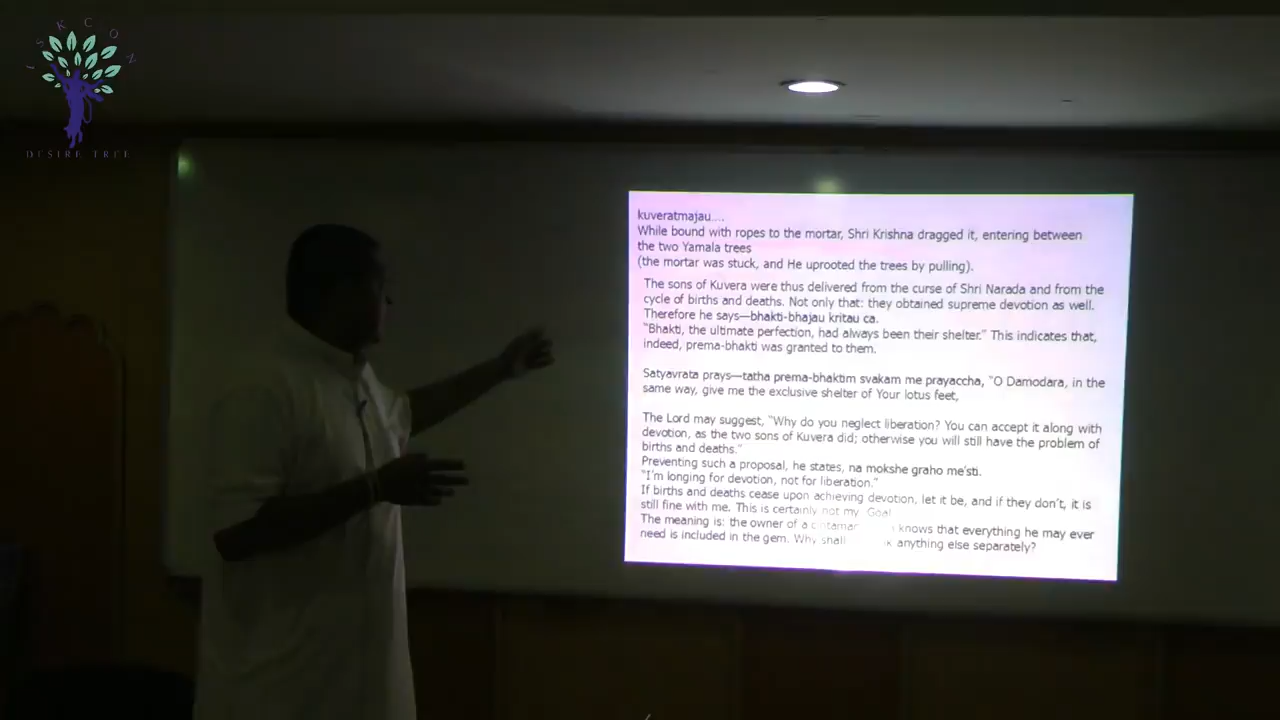 ISKCON
DESIRE TREE
kuveratmajau....
While bound with ropes to the mortar, Shri Krishna dragged it, entering between
the two Yamala trees
(the mortar was stuck, and He uprooted the trees by pulling).
The sons of Kuvera were thus delivered from the curse of Shri Narada and from the
cycle of births and deaths. Not only that: they obtained supreme devotion as well.
Therefore he says—bhakti-bhajau kritau ca.
"Bhakti, the ultimate perfection, had always been their shelter." This indicates that,
indeed, prema-bhakti was granted to them.
Satyavrata prays—tatha prema-bhaktim svakam me prayaccha, "O Damodara, in the
same way, give me the exclusive shelter of Your lotus feet,
The Lord may suggest, "Why do you neglect liberation? You can accept it along with
devotion, as the two sons of Kuvera did; otherwise you will still have the problem of
births and deaths."
Preventing such a proposal, he states, na mokshe graho me'sti.
"I'm longing for devotion, not for liberation."
If births and deaths cease upon achieving devotion, let it be, and if they don't, it is
still fine with me. This is certainly not my. Goal
The meaning is: the owner of a knows that everything he may ever
need is included in the gem. Why shall anything else separately?